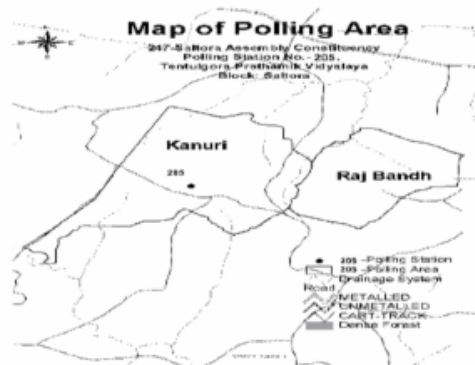 Map of Polling Area
247-Saltora Assembly Constituency
Polling Station No.- 205.
Tentulgora Prathamik Vidyalaya
Block: Saltora
Kanuri
205
Raj Bandh
205 -Polling Station
205 -Polling Area
Drainage System
Road
METALLED
UNMETALLED
CART-TRACK
Dense Forest